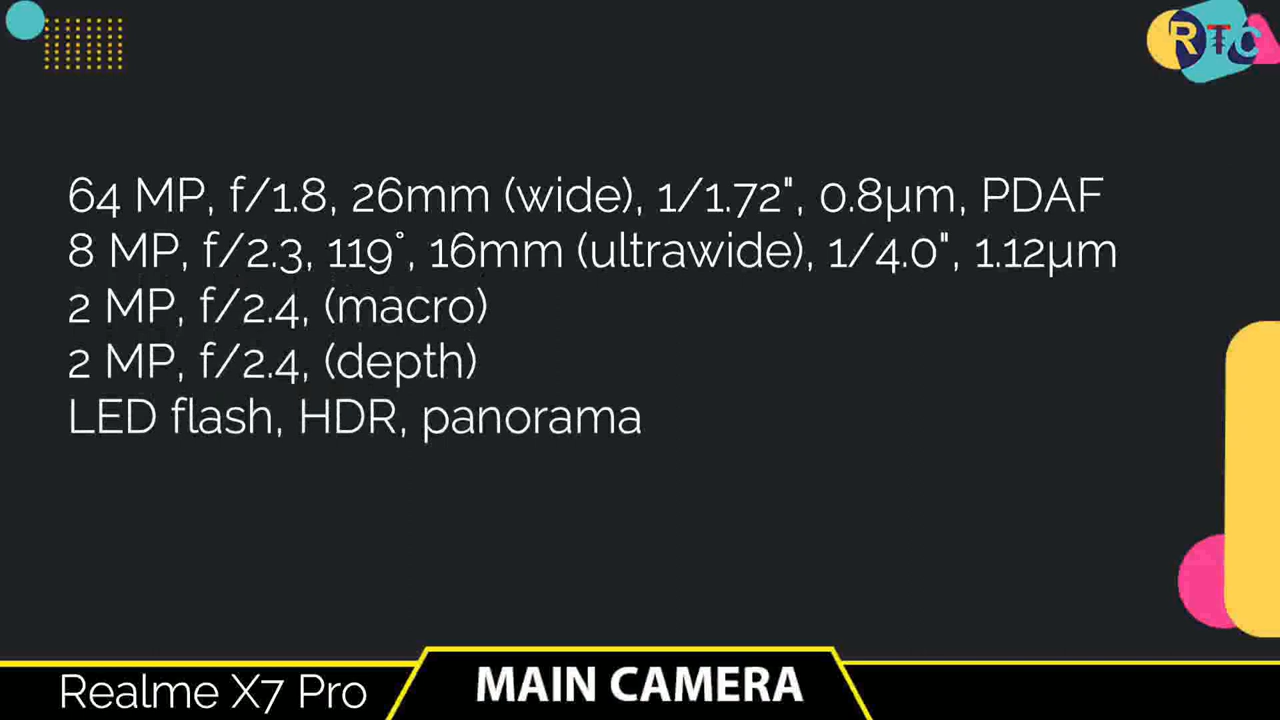 RTC
64 MP, f/1.8, 26mm (wide), 1/1.72", 0.8µm, PDAF
8 MP, f/2.3, 119˚, 16mm (ultrawide), 1/4.0", 1.12µm
2 MP, f/2.4, (macro)
2 MP, f/2.4, (depth)
LED flash, HDR, panorama
Realme X7 Pro
MAIN CAMERA